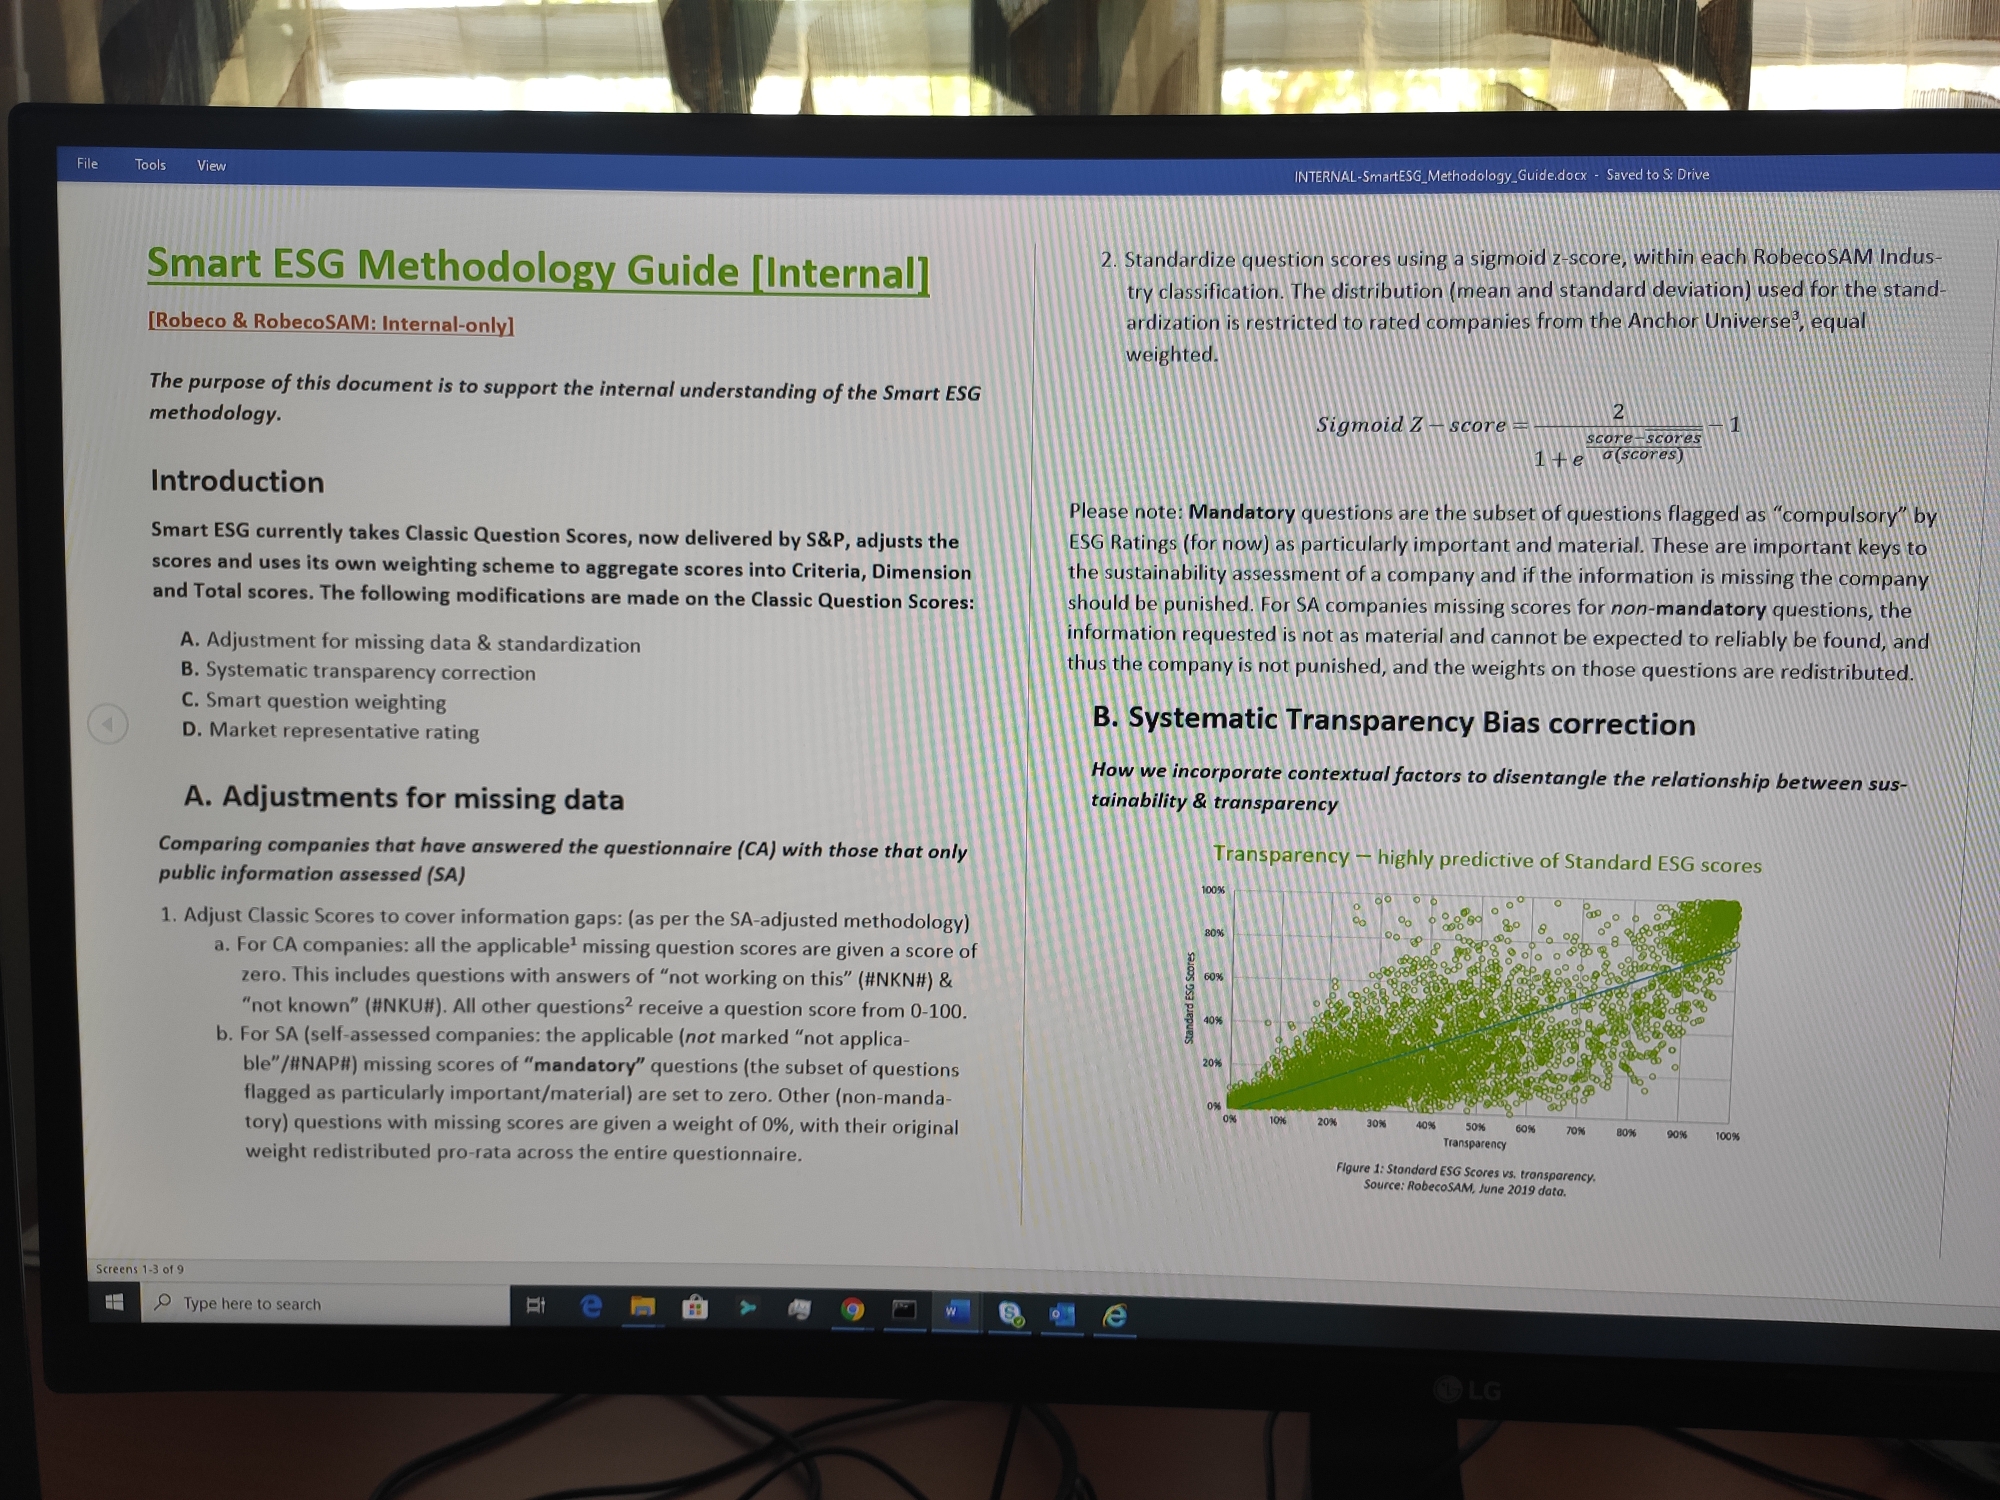 File Tools View
INTERNAL-SmartESG_Methodology_Guide.docx - Saved to S: Drive
Smart ESG Methodology Guide [Internal]
[Robeco & RobecoSAM: Internal-only]
The purpose of this document is to support the internal understanding of the Smart ESG
methodology.
Introduction
Smart ESG currently takes Classic Question Scores, now delivered by S&P, adjusts the
scores and uses its own weighting scheme to aggregate scores into Criteria, Dimension
and Total scores. The following modifications are made on the Classic Question Scores:
A. Adjustment for missing data & standardization
B. Systematic transparency correction
C. Smart question weighting
D. Market representative rating
A. Adjustments for missing data
Comparing companies that have answered the questionnaire (CA) with those that only
public information assessed (SA)
1. Adjust Classic Scores to cover information gaps: (as per the SA-adjusted methodology)
a. For CA companies: all the applicable¹ missing question scores are given a score of
zero. This includes questions with answers of “not working on this” (#NKN#) &
“not known” (#NKU#). All other questions² receive a question score from 0-100.
b. For SA (self-assessed companies: the applicable (not marked “not applica-
ble”/#NAP#) missing scores of “mandatory” questions (the subset of questions
flagged as particularly important/material) are set to zero. Other (non-manda-
tory) questions with missing scores are given a weight of 0%, with their original
weight redistributed pro-rata across the entire questionnaire.
2. Standardize question scores using a sigmoid z-score, within each RobecoSAM Indus-
try classification. The distribution (mean and standard deviation) used for the stand-
ardization is restricted to rated companies from the Anchor Universe³, equal
weighted.
2
Sigmoid Z – score = – 1
score–scores
1 + e σ(scores)
Please note: Mandatory questions are the subset of questions flagged as “compulsory” by
ESG Ratings (for now) as particularly important and material. These are important keys to
the sustainability assessment of a company and if the information is missing the company
should be punished. For SA companies missing scores for non-mandatory questions, the
information requested is not as material and cannot be expected to reliably be found, and
thus the company is not punished, and the weights on those questions are redistributed.
B. Systematic Transparency Bias correction
How we incorporate contextual factors to disentangle the relationship between sus-
tainability & transparency
Transparency — highly predictive of Standard ESG scores
100%
80%
60%
40%
20%
0%
Standard ESG Scores
0% 10% 20% 30% 40% 50% 60% 70% 80% 90% 100%
Transparency
Figure 1: Standard ESG Scores vs. transparency.
Source: RobecoSAM, June 2019 data.
Screens 1-3 of 9
Type here to search
LG